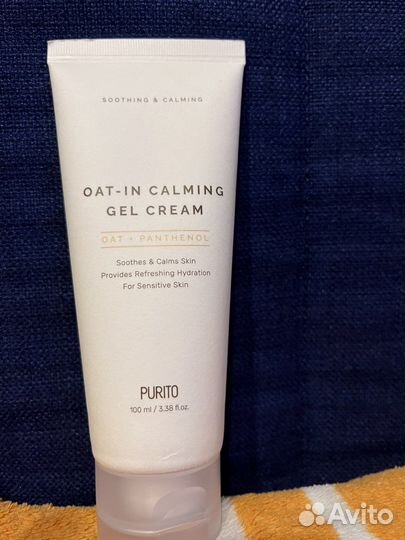 SOOTHING & CALMING
OAT-IN CALMING
GEL CREAM
OAT + PANTHENOL
Soothes & Calms Skin
Provides Refreshing Hydration
For Sensitive Skin
PURITO
100 ml / 3.38 fl.oz.
Avito